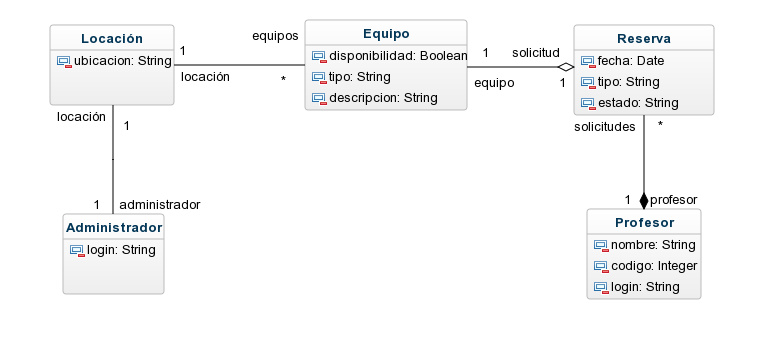 Locación
ubicacion: String
1
locación
equipos
*
Equipo
disponibilidad: Boolean
tipo: String
descripcion: String
1
equipo
solicitud
1
Reserva
fecha: Date
tipo: String
estado: String
locación
1
solicitudes
*
1
administrador
1
profesor
Administrador
login: String
Profesor
nombre: String
codigo: Integer
login: String